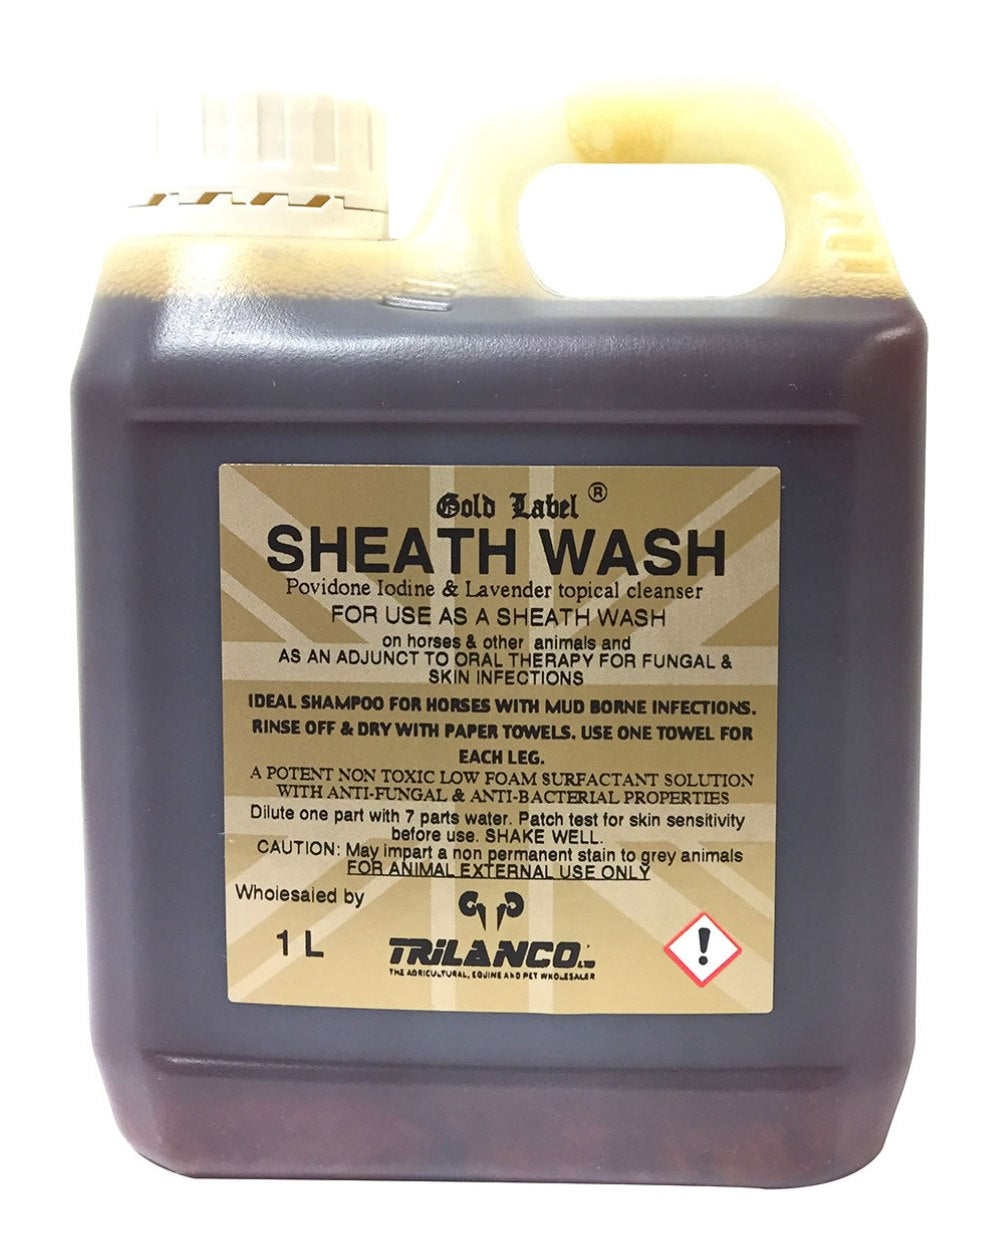 Gold Label ®
SHEATH WASH
Povidone Iodine & Lavender topical cleanser
FOR USE AS A SHEATH WASH
on horses & other animals and
AS AN ADJUNCT TO ORAL THERAPY FOR FUNGAL &
SKIN INFECTIONS
IDEAL SHAMPOO FOR HORSES WITH MUD BORNE INFECTIONS.
RINSE OFF & DRY WITH PAPER TOWELS. USE ONE TOWEL FOR
EACH LEG.
A POTENT NON TOXIC LOW FOAM SURFACTANT SOLUTION
WITH ANTI-FUNGAL & ANTI-BACTERIAL PROPERTIES
Dilute one part with 7 parts water. Patch test for skin sensitivity
before use. SHAKE WELL.
CAUTION: May impart a non permanent stain to grey animals
FOR ANIMAL EXTERNAL USE ONLY
Wholesaled by
1 L
TRILANCO
THE AGRICULTURAL, EQUINE AND PET WHOLESALER
!